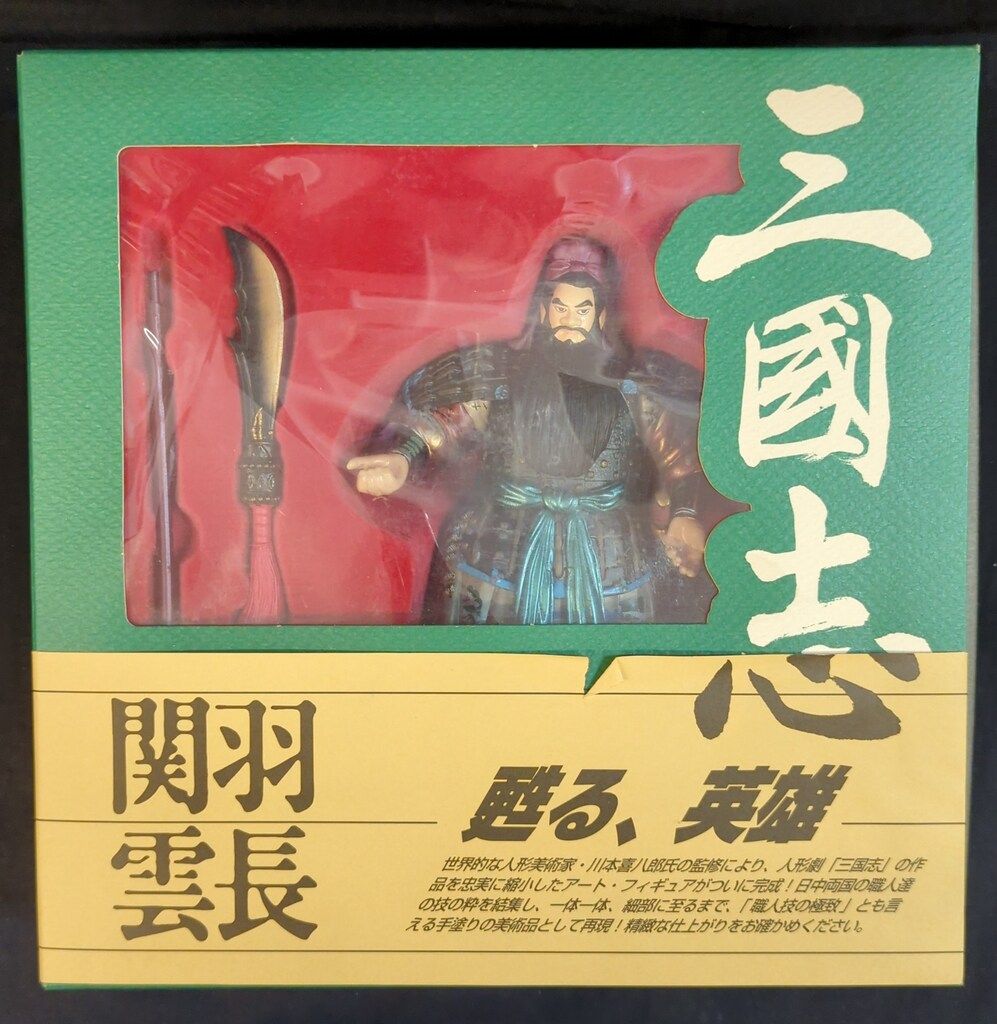 三國志
関羽
雲長
甦る、英雄
世界的な人形美術家・川本喜八郎氏の監修により、人形劇「三国志」の作
品を忠実に縮小したアート・フィギュアがついに完成！日中両国の職人達
の技の粋を結集し、一体一体、細部に至るまで、「職人技の極致」とも言
える手塗りの美術品として再現！精緻な仕上がりをお確かめください。